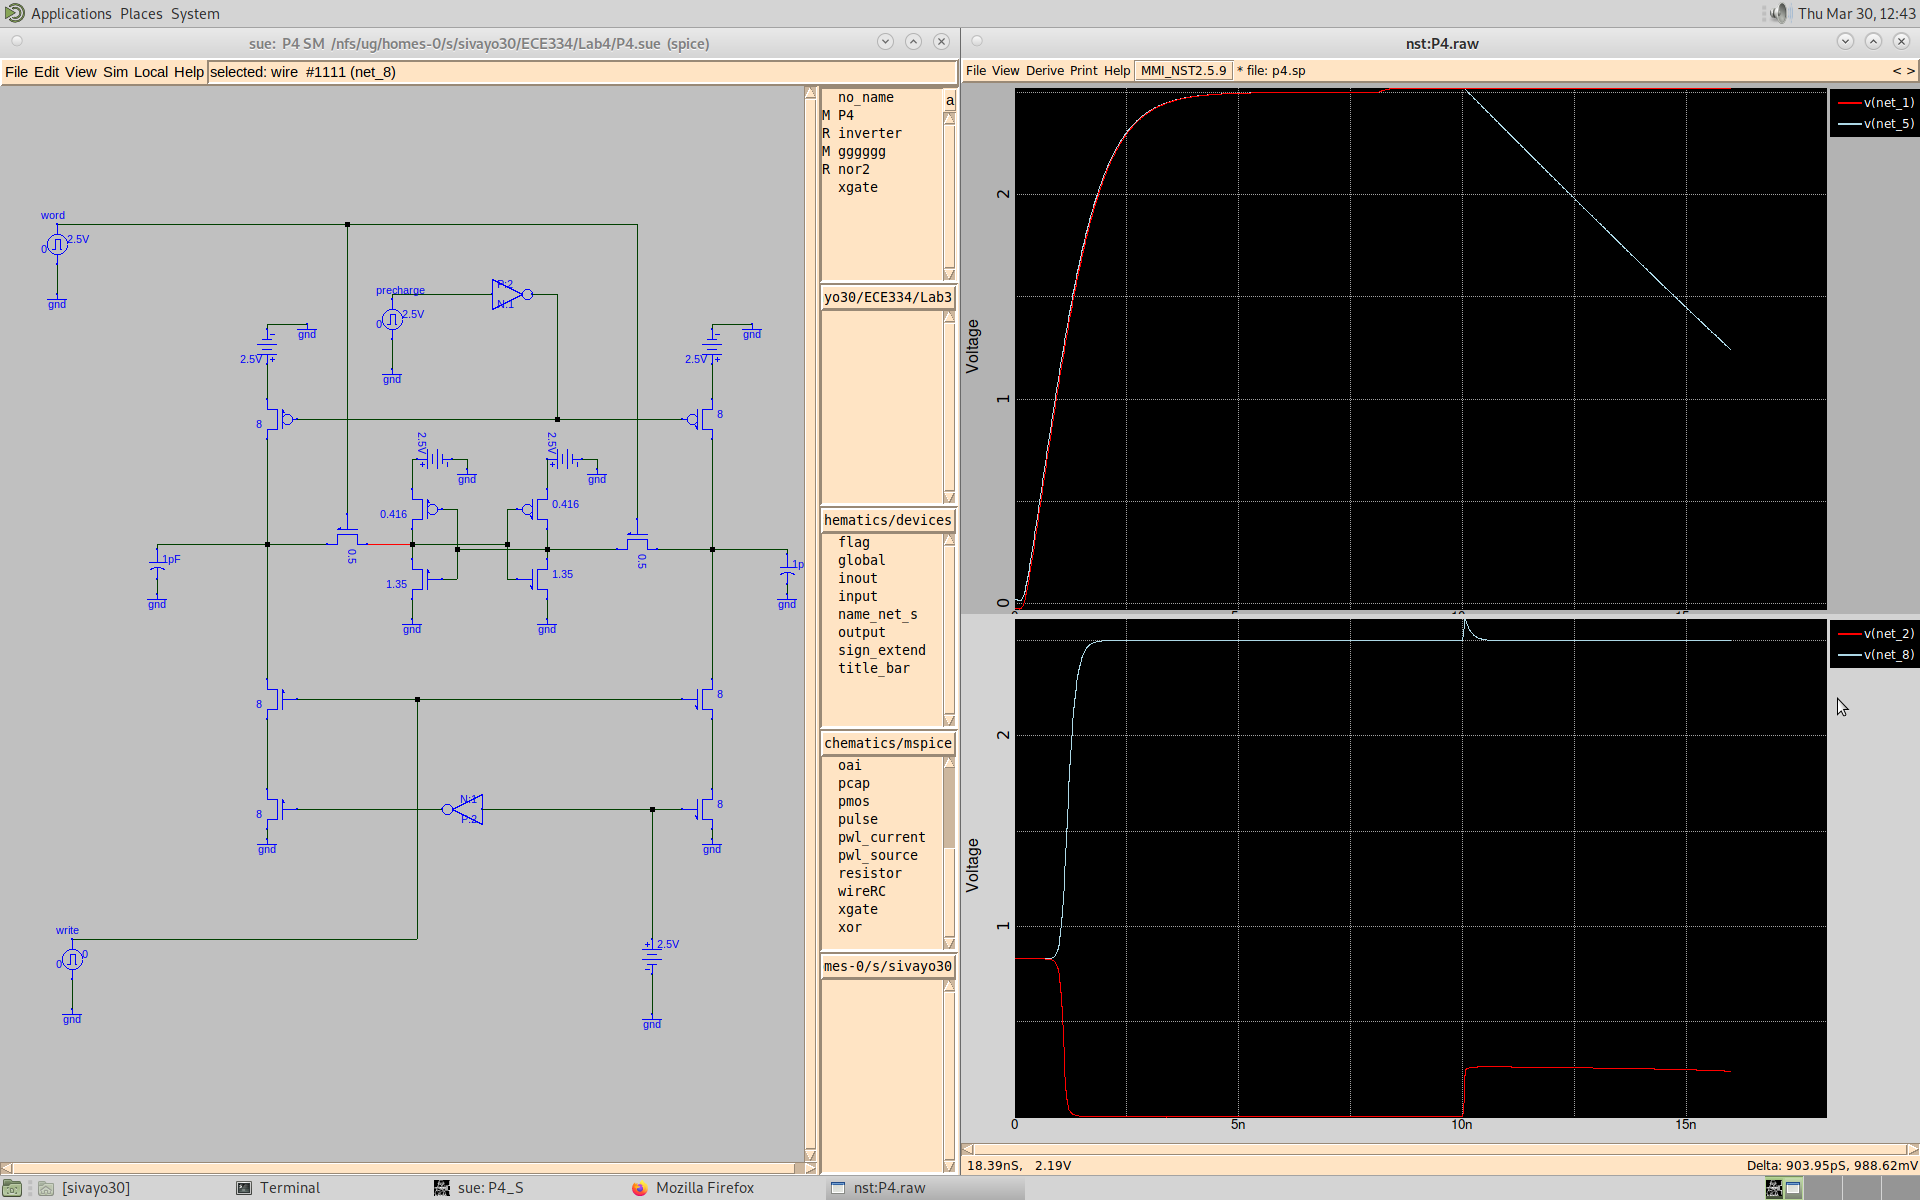 Applications Places System
Thu Mar 30, 12:43
sue: P4 SM /nfs/ug/homes-0/s/sivayo30/ECE334/Lab4/P4.sue (spice)
nst:P4.raw
File Edit View Sim Local Help selected: wire #1111 (net_8)
File View Derive Print Help MMI_NST2.5.9 * file: p4.sp < >
word
2.5V
0
gnd
precharge
2.5V
0
gnd
P:2
N:1
gnd
2.5V
8
gnd
2.5V
8
2.5V
gnd
2.5V
gnd
0.416
0.416
0.5
0.5
1.35
1.35
gnd
gnd
1pF
gnd
1p
gnd
8
8
8
gnd
N:1
P:2
8
gnd
write
0
0
gnd
2.5V
gnd
no_name
a
M P4
R inverter
M gggggg
R nor2
xgate
yo30/ECE334/Lab3
hematics/devices
flag
global
inout
input
name_net_s
output
sign_extend
title_bar
chematics/mspice
oai
pcap
pmos
pulse
pwl_current
pwl_source
resistor
wireRC
xgate
xor
mes-0/s/sivayo30
v(net_1)
v(net_5)
2
Voltage
1
0
v(net_2)
v(net_8)
2
Voltage
1
0 5n 10n 15n
18.39nS, 2.19V
Delta: 903.95pS, 988.62mV
[sivayo30]
Terminal
sue: P4_S
Mozilla Firefox
nst:P4.raw